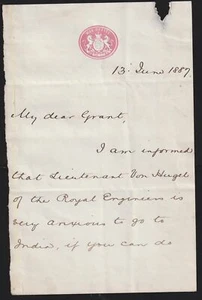 13 June 1887
My dear Grant,
I am informed
that Lieutenant Von Hügel
of the Royal Engineers is
very anxious to go to
India, if you can do